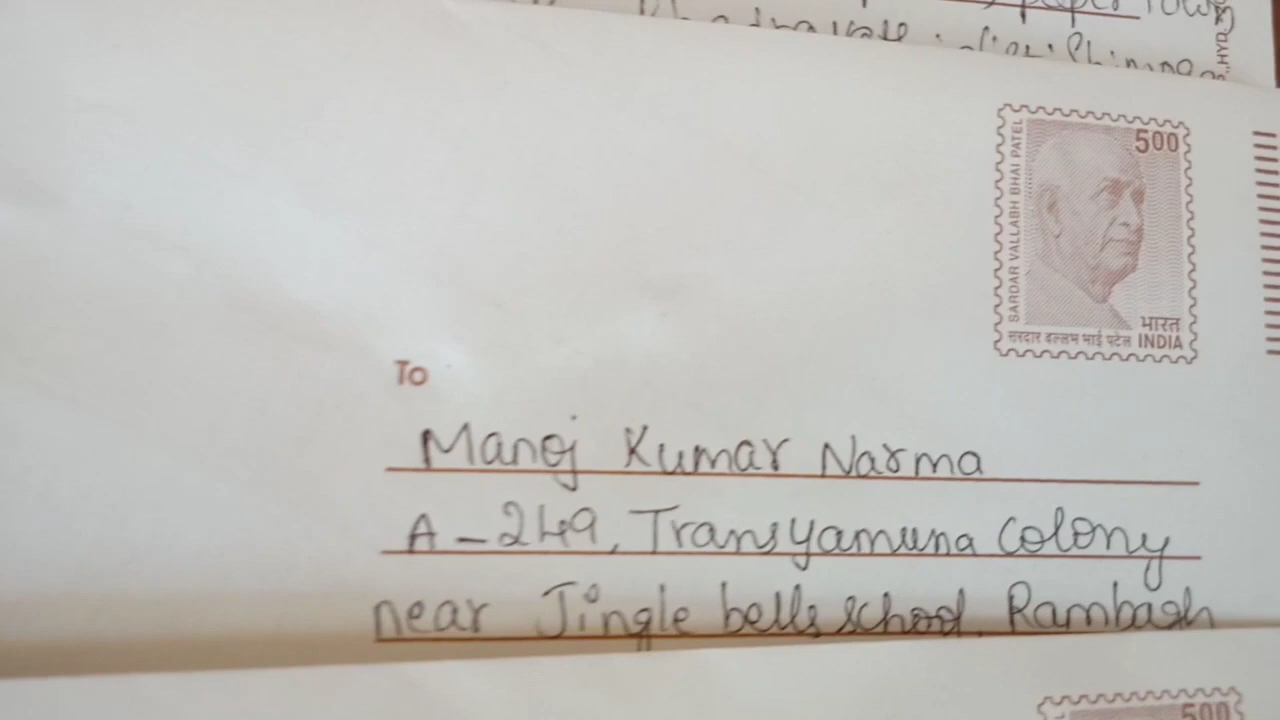 500
SARDAR VALLABH BHAI PATEL
भारत
सरदार वल्लभ भाई पटेल INDIA
To
Manoj Kumar Narma
A-249, Transyamuna Colony
near Jingle bells school, Rambagh
500